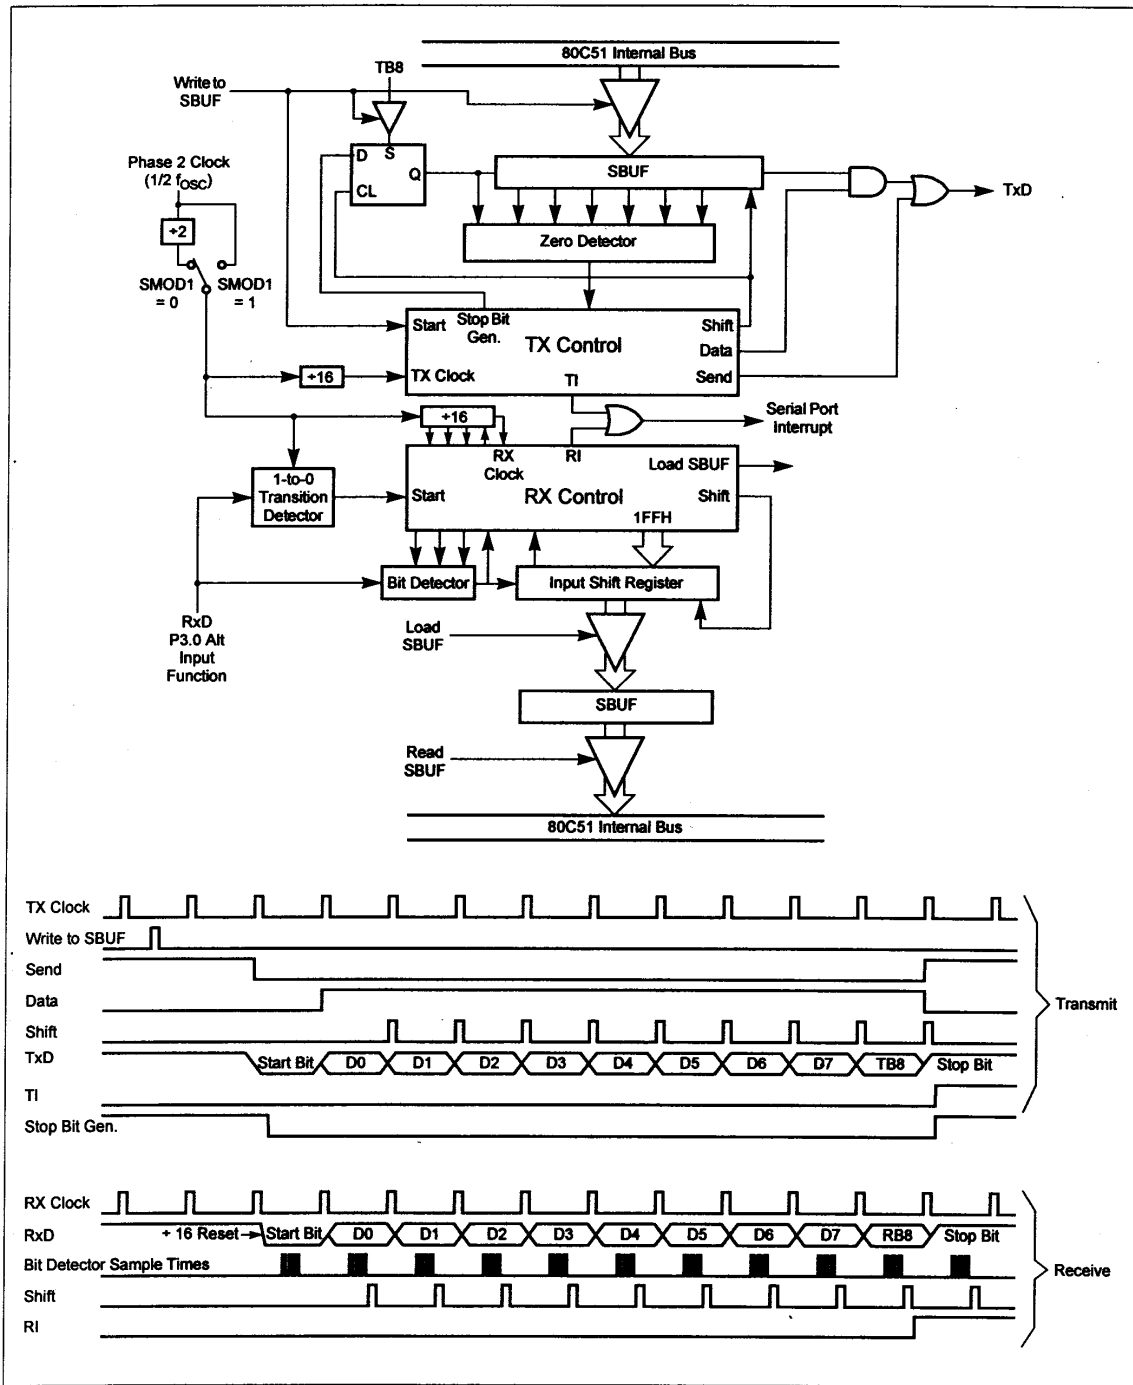 80C51 Internal Bus
TB8
Write to
SBUF
Phase 2 Clock
(1/2 fOSC)
÷2
SMOD1
= 0
SMOD1
= 1
D
S
Q
CL
SBUF
Zero Detector
TxD
Start
Stop Bit
Gen.
TX Control
Shift
Data
Send
TX Clock
TI
÷16
÷16
Serial Port
Interrupt
RX
Clock
RI
Load SBUF
1-to-0
Transition
Detector
Start
RX Control
Shift
1FFH
Bit Detector
Input Shift Register
RxD
P3.0 Alt
Input
Function
Load
SBUF
SBUF
Read
SBUF
80C51 Internal Bus
TX Clock
Write to SBUF
Send
Data
Shift
TxD
Start Bit D0 D1 D2 D3 D4 D5 D6 D7 TB8 Stop Bit
TI
Stop Bit Gen.
Transmit
RX Clock
RxD
÷ 16 Reset Start Bit D0 D1 D2 D3 D4 D5 D6 D7 RB8 Stop Bit
Bit Detector Sample Times
Shift
RI
Receive